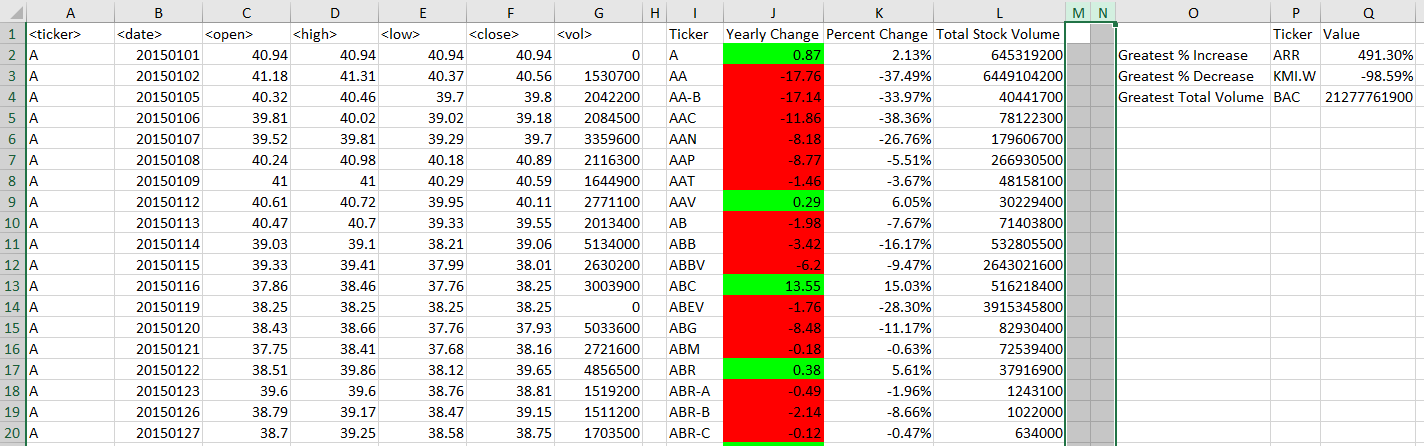 A B C D E F G H I J K L M N O P Q
1 <ticker> <date> <open> <high> <low> <close> <vol> Ticker Yearly Change Percent Change Total Stock Volume Ticker Value
2 A 20150101 40.94 40.94 40.94 40.94 0 A 0.87 2.13% 645319200 Greatest % Increase ARR 491.30%
3 A 20150102 41.18 41.31 40.37 40.56 1530700 AA -17.76 -37.49% 6449104200 Greatest % Decrease KMI.W -98.59%
4 A 20150105 40.32 40.46 39.7 39.8 2042200 AA-B -17.14 -33.97% 40441700 Greatest Total Volume BAC 21277761900
5 A 20150106 39.81 40.02 39.02 39.18 2084500 AAC -11.86 -38.36% 78122300
6 A 20150107 39.52 39.81 39.29 39.7 3359600 AAN -8.18 -26.76% 179606700
7 A 20150108 40.24 40.98 40.18 40.89 2116300 AAP -8.77 -5.51% 266930500
8 A 20150109 41 41 40.29 40.59 1644900 AAT -1.46 -3.67% 48158100
9 A 20150112 40.61 40.72 39.95 40.11 2771100 AAV 0.29 6.05% 30229400
10 A 20150113 40.47 40.7 39.33 39.55 2013400 AB -1.98 -7.67% 71403800
11 A 20150114 39.03 39.1 38.21 39.06 5134000 ABB -3.42 -16.17% 532805500
12 A 20150115 39.33 39.41 37.99 38.01 2630200 ABBV -6.2 -9.47% 2643021600
13 A 20150116 37.86 38.46 37.76 38.25 3003900 ABC 13.55 15.03% 516218400
14 A 20150119 38.25 38.25 38.25 38.25 0 ABEV -1.76 -28.30% 3915345800
15 A 20150120 38.43 38.66 37.76 37.93 5033600 ABG -8.48 -11.17% 82930400
16 A 20150121 37.75 38.41 37.68 38.16 2721600 ABM -0.18 -0.63% 72539400
17 A 20150122 38.51 39.86 38.12 39.65 4856500 ABR 0.38 5.61% 37916900
18 A 20150123 39.6 39.6 38.76 38.81 1519200 ABR-A -0.49 -1.96% 1243100
19 A 20150126 38.79 39.17 38.47 39.15 1511200 ABR-B -2.14 -8.66% 1022000
20 A 20150127 38.7 39.25 38.58 38.75 1703500 ABR-C -0.12 -0.47% 634000